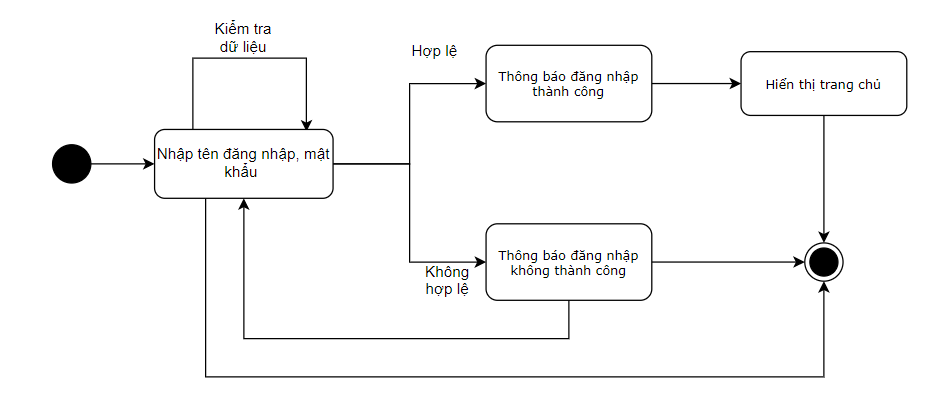 Kiểm tra
dữ liệu
Hợp lệ
Thông báo đăng nhập
thành công
Hiển thị trang chủ
Nhập tên đăng nhập, mật
khẩu
Thông báo đăng nhập
không thành công
Không
hợp lệ